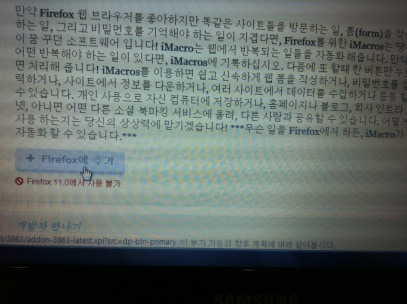 만약 Firefox 웹 브라우저를 좋아하지만 똑같은 사이트들을 방문하는 일, 폼(form)을 작
하는 일, 그리고 비밀번호를 기억해야 하는 일이 지겹다면, Firefox를 위한 iMacros는 당
이 꿈 꾸던 소프트웨어 입니다! iMacro는 웹에서 반복되는 일들을 자동화 해줍니다. 만약
어떤 반복해야 하는 일이 있다면, iMacros에 기록하십시오. 다음에 또 할때 한 버튼만 누
면 처리해 줍니다! iMacros를 이용하면 쉽고 신속하게 웹 폼을 작성하거나, 비밀번호를
력하거나, 사이트에서 정보를 다운하거나, 여러 사이트에서 데이터를 수집하거나
수 있습니다. 개인 사용으로 자신 컴퓨터에 저장하거나, 홈페이지나 블로그, 회사 인트라
넷, 아니면 어떤 다른 소셜 북마킹 서비스에 올려, 다른 사람과 공유할 수 있습니다. 어떻게
사용 하는지는 당신의 상상력에 맡기겠습니다! ***무슨 일을 Firefox에서 하든, iMacro가
자동화 할 수 있습니다.***
+ Firefox에 추가
Firefox 11.0에서 사용 불가
개발자 만나기
t/3863/addon-3863-latest.xpi?src=dp-btn-primary 이 부가 기능의 향후 계획에 대해 알아봅시다.
SAMSUNG